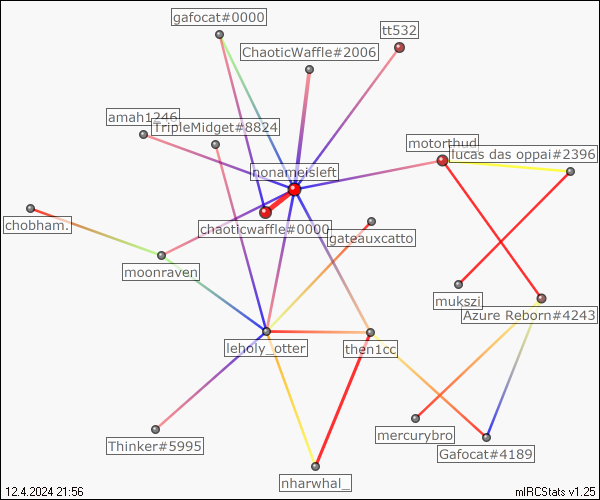 gafocat#0000
tt532
ChaoticWaffle#2006
amah1246
TripleMidget#8824
motorthud
lucas das oppai#2396
nonameisleft
chobham.
chaoticwaffle#0000
gateauxcatto
moonraven
mukszi
Azure Reborn#4243
leholy_otter
then1cc
mercurybro
Thinker#5995
Gafocat#4189
nharwhal_
12.4.2024 21:56
mIRCStats v1.25